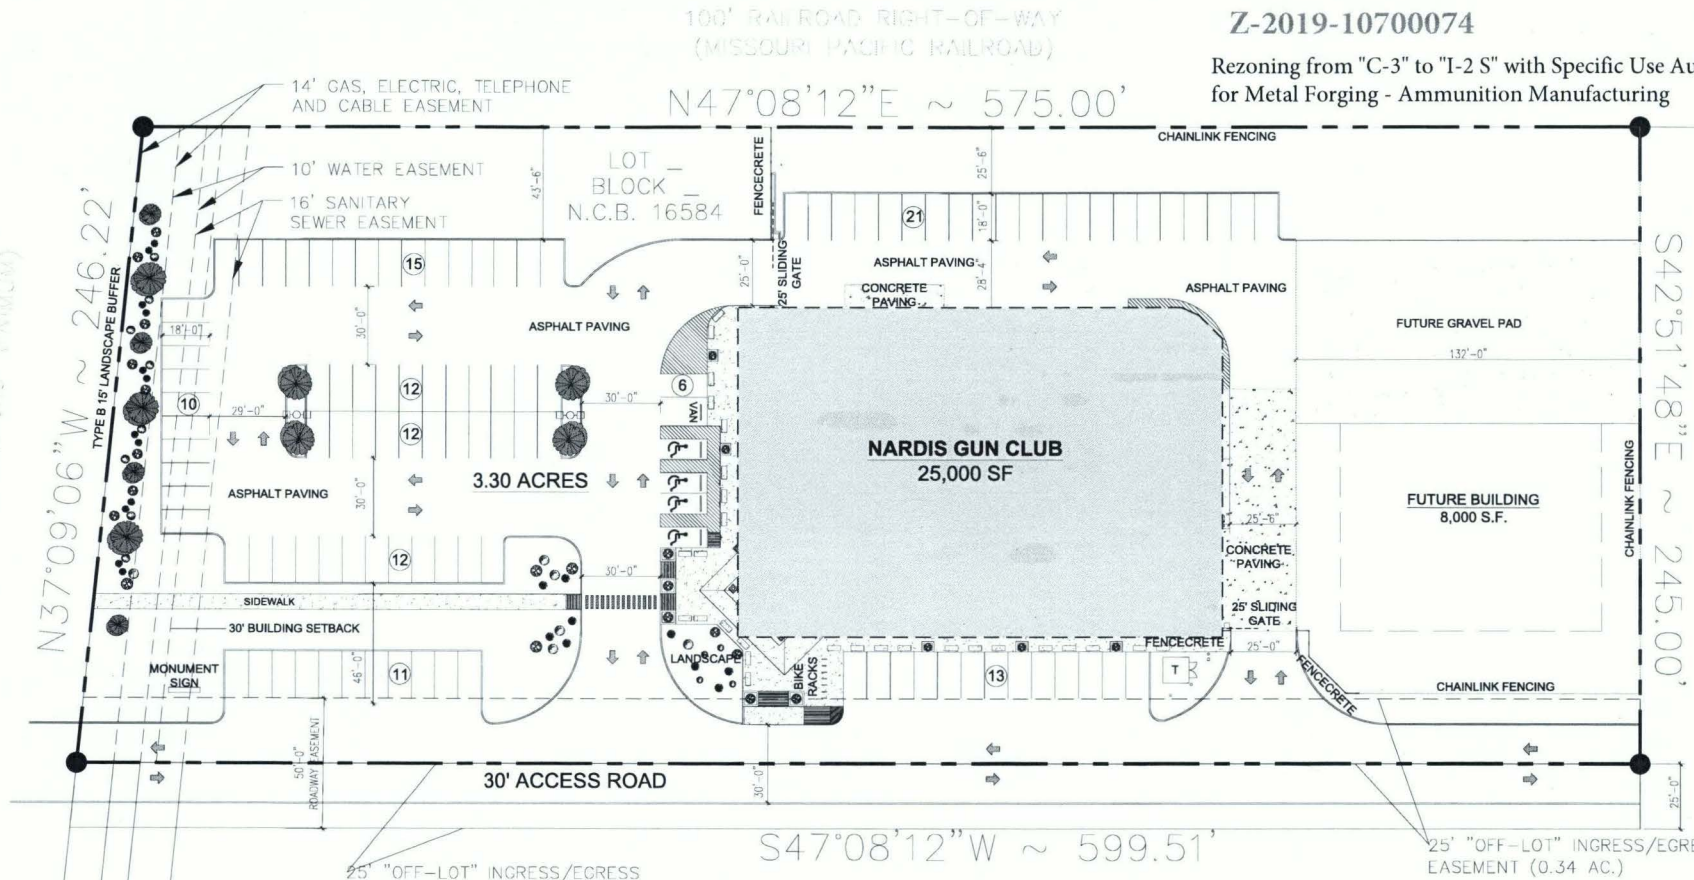 100' RAILROAD RIGHT-OF-WAY
(MISSOURI PACIFIC RAILROAD)
Z-2019-10700074
Rezoning from "C-3" to "I-2 S" with Specific Use Au
for Metal Forging - Ammunition Manufacturing
14' GAS, ELECTRIC, TELEPHONE
AND CABLE EASEMENT
N47°08'12"E ~ 575.00'
CHAINLINK FENCING
10' WATER EASEMENT
16' SANITARY
SEWER EASEMENT
43'-6"
LOT _
BLOCK _
N.C.B. 16584
FENCECRETE
25'-6"
21
18'-0"
15
25'-0"
25' SLIDING
GATE
ASPHALT PAVING
28'-4"
CONCRETE
PAVING
ASPHALT PAVING
N37°09'06"W ~ 246.22'
TYPE B 15' LANDSCAPE BUFFER
18'-0"
30'-0"
ASPHALT PAVING
FUTURE GRAVEL PAD
132'-0"
S42°51'48"E ~ 245.00'
10
29'-0"
12
12
30'-0"
6
VAN
NARDIS GUN CLUB
25,000 SF
3.30 ACRES
ASPHALT PAVING
30'-0"
FUTURE BUILDING
8,000 S.F.
CHAINLINK FENCING
25'-6"
CONCRETE
PAVING
12
30'-0"
SIDEWALK
25' SLIDING
GATE
30' BUILDING SETBACK
FENCECRETE
25'-0"
MONUMENT
SIGN
11
46'-0"
LANDSCAPE
BIKE
RACKS
13
T
FENCECRETE
CHAINLINK FENCING
50'-0"
ROADWAY EASEMENT
30' ACCESS ROAD
30'-0"
25'-0"
S47°08'12"W ~ 599.51'
25' "OFF-LOT" INGRESS/EGRESS
25' "OFF-LOT" INGRESS/EGRE
EASEMENT (0.34 AC.)